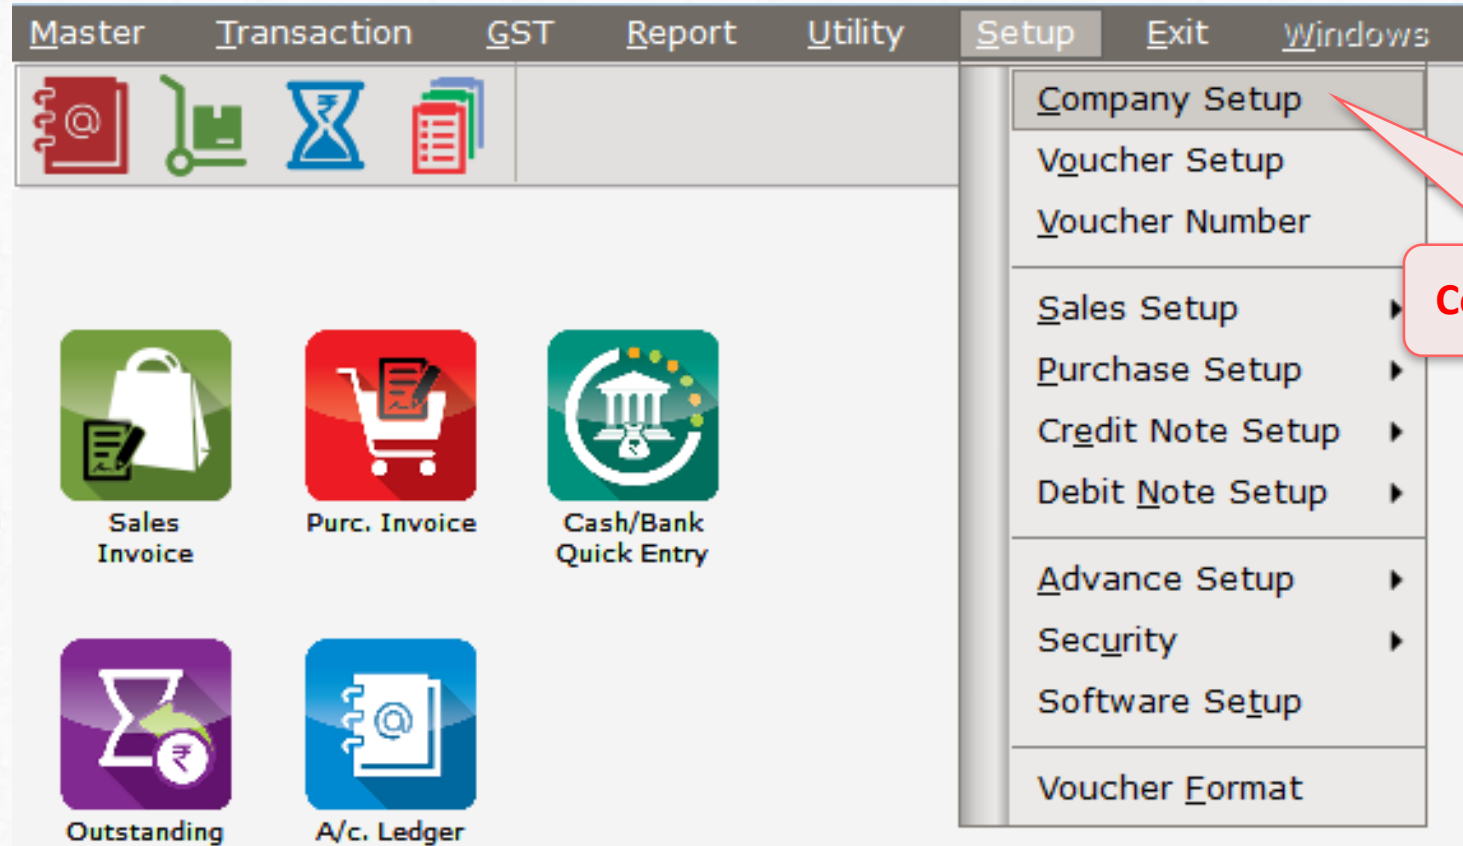 Master Transaction GST Report Utility Setup Exit Windows
Company Setup
Voucher Setup
Voucher Number
Sales Setup
Purchase Setup
Credit Note Setup
Debit Note Setup
Advance Setup
Security
Software Setup
Voucher Format
Sales
Invoice
Purc. Invoice
Cash/Bank
Quick Entry
Outstanding
A/c. Ledger